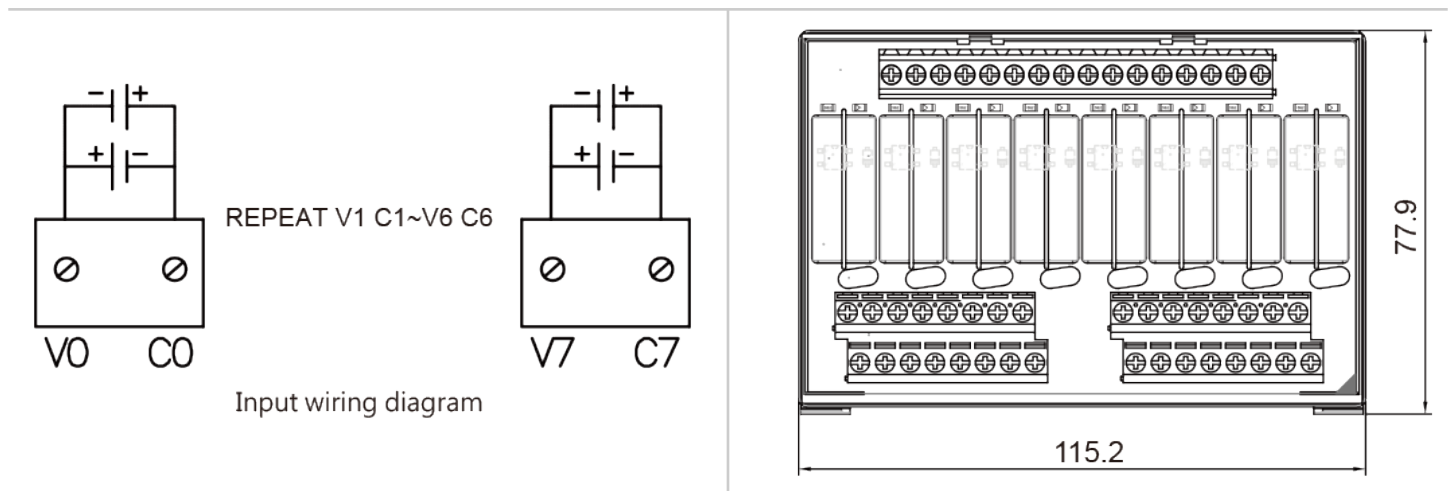 - +
+ -
- +
+ -
REPEAT V1 C1~V6 C6
V0 C0
V7 C7
Input wiring diagram
77.9
115.2